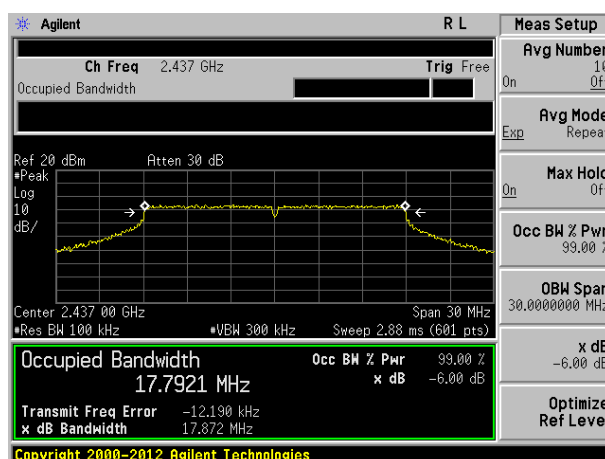 Agilent R L Meas Setup
Ch Freq 2.437 GHz Trig Free
Occupied Bandwidth
Avg Number
10
On Off
Avg Mode
Exp Repeat
Max Hold
On Off
Occ BW % Pwr
99.00 %
OBW Span
30.0000000 MHz
x dB
-6.00 dB
Optimize
Ref Level
Ref 20 dBm Atten 30 dB
#Peak
Log
10
dB/
Center 2.437 00 GHz Span 30 MHz
#Res BW 100 kHz #VBW 300 kHz Sweep 2.88 ms (601 pts)
Occupied Bandwidth Occ BW % Pwr 99.00 %
17.7921 MHz x dB -6.00 dB
Transmit Freq Error -12.190 kHz
x dB Bandwidth 17.872 MHz
Copyright 2000-2012 Agilent Technologies